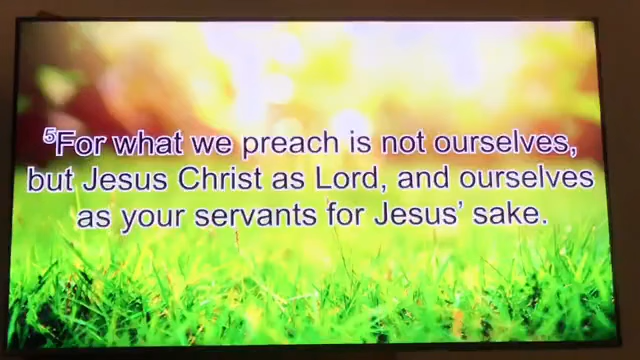 ⁵For what we preach is not ourselves,
but Jesus Christ as Lord, and ourselves
as your servants for Jesus’ sake.